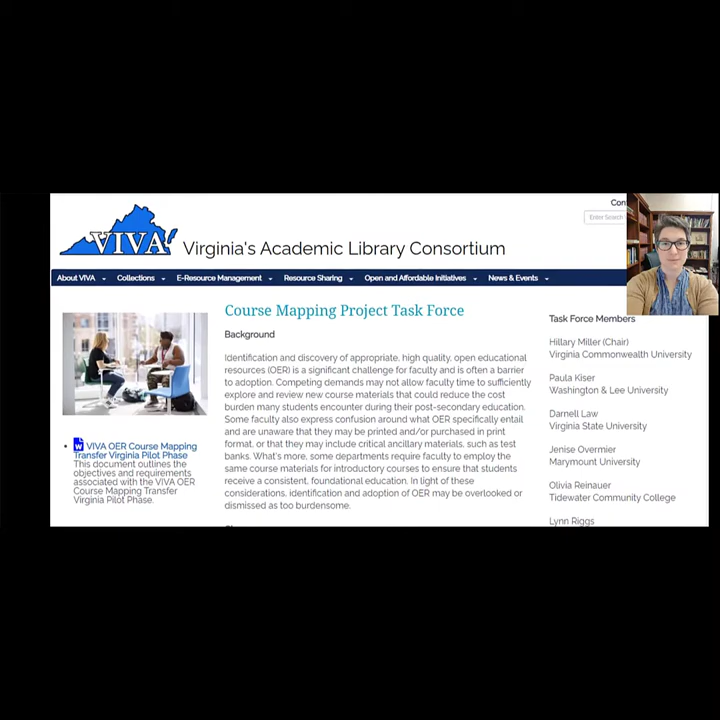 VIVA
Virginia's Academic Library Consortium
Enter Search
About VIVA
Collections
E-Resource Management
Resource Sharing
Open and Affordable Initiatives
News & Events
VIVA OER Course Mapping
Transfer Virginia Pilot Phase
This document outlines the
objectives and requirements
associated with the VIVA OER
Course Mapping Transfer
Virginia Pilot Phase.
Course Mapping Project Task Force
Background
Identification and discovery of appropriate, high quality, open educational
resources (OER) is a significant challenge for faculty and is often a barrier
to adoption. Competing demands may not allow faculty time to sufficiently
explore and review new course materials that could reduce the cost
burden many students encounter during their post-secondary education.
Some faculty also express confusion around what OER specifically entail
and are unaware that they may be printed and/or purchased in print
format, or that they may include critical ancillary materials, such as test
banks. What's more, some departments require faculty to employ the
same course materials for introductory courses to ensure that students
receive a consistent, foundational education. In light of these
considerations, identification and adoption of OER may be overlooked or
dismissed as too burdensome.
Task Force Members
Hillary Miller (Chair)
Virginia Commonwealth University
Paula Kiser
Washington & Lee University
Darnell Law
Virginia State University
Jenise Overmier
Marymount University
Olivia Reinauer
Tidewater Community College
Lynn Riggs